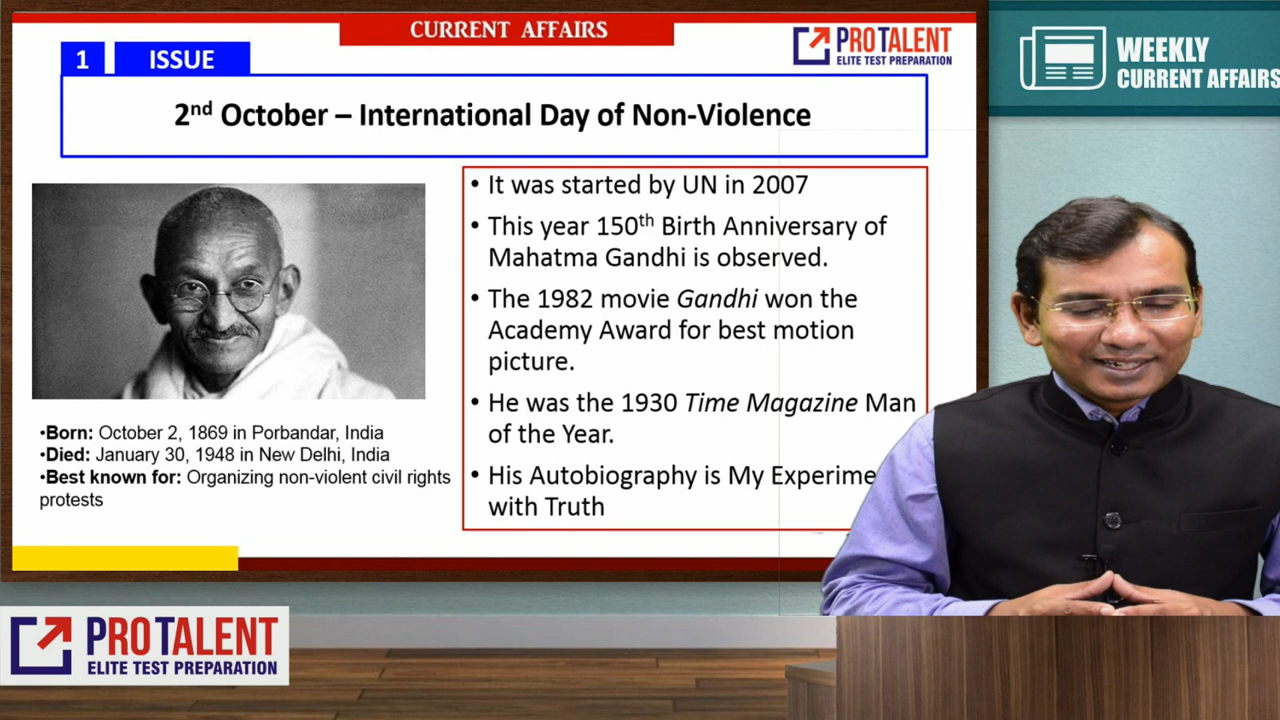 CURRENT AFFAIRS
PROTALENT
ELITE TEST PREPARATION
WEEKLY
CURRENT AFFAIRS
1 ISSUE
2nd October – International Day of Non-Violence
• It was started by UN in 2007
• This year 150th Birth Anniversary of
Mahatma Gandhi is observed.
• The 1982 movie Gandhi won the
Academy Award for best motion
picture.
• He was the 1930 Time Magazine Man
of the Year.
• His Autobiography is My Experime
with Truth
•Born: October 2, 1869 in Porbandar, India
•Died: January 30, 1948 in New Delhi, India
•Best known for: Organizing non-violent civil rights
protests
PROTALENT
ELITE TEST PREPARATION